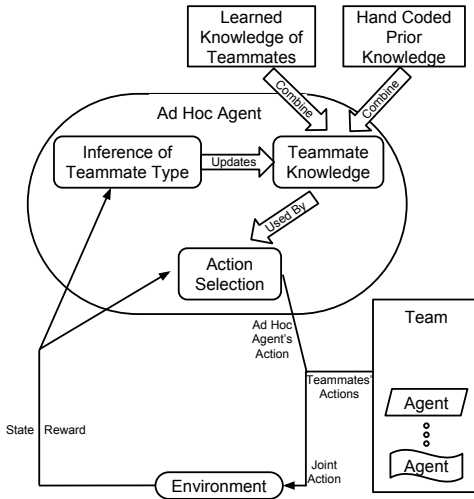 Learned
Knowledge of
Teammates
Hand Coded
Prior
Knowledge
Combine
Combine
Ad Hoc Agent
Inference of
Teammate Type
Updates
Teammate
Knowledge
Used By
Action
Selection
Ad Hoc
Agent's
Action
Team
Teammates'
Actions
Agent
Agent
State
Reward
Joint
Action
Environment